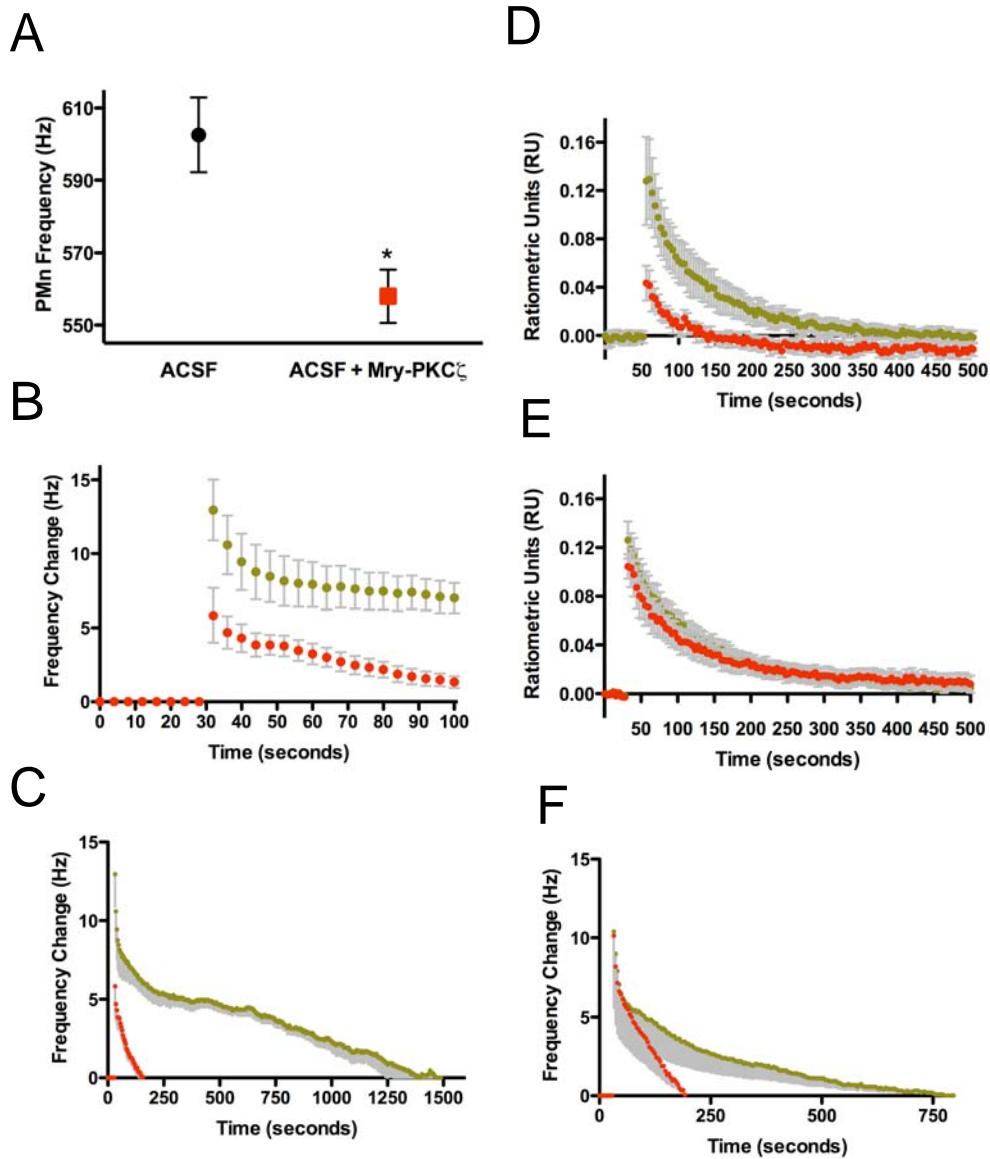 A
610
590
570
550
PMn Frequency (Hz)
*
ACSF
ACSF + Mry-PKCζ
B
15
10
5
0
Frequency Change (Hz)
0 10 20 30 40 50 60 70 80 90 100
Time (seconds)
C
15
10
5
0
Frequency Change (Hz)
0 250 500 750 1000 1250 1500
Time (seconds)
D
0.16
0.12
0.08
0.04
0.00
Ratiometric Units (RU)
50 100 150 200 250 300 350 400 450 500
Time (seconds)
E
0.16
0.12
0.08
0.04
0.00
Ratiometric Units (RU)
50 100 150 200 250 300 350 400 450 500
Time (seconds)
F
15
10
5
0
Frequency Change (Hz)
0 250 500 750
Time (seconds)